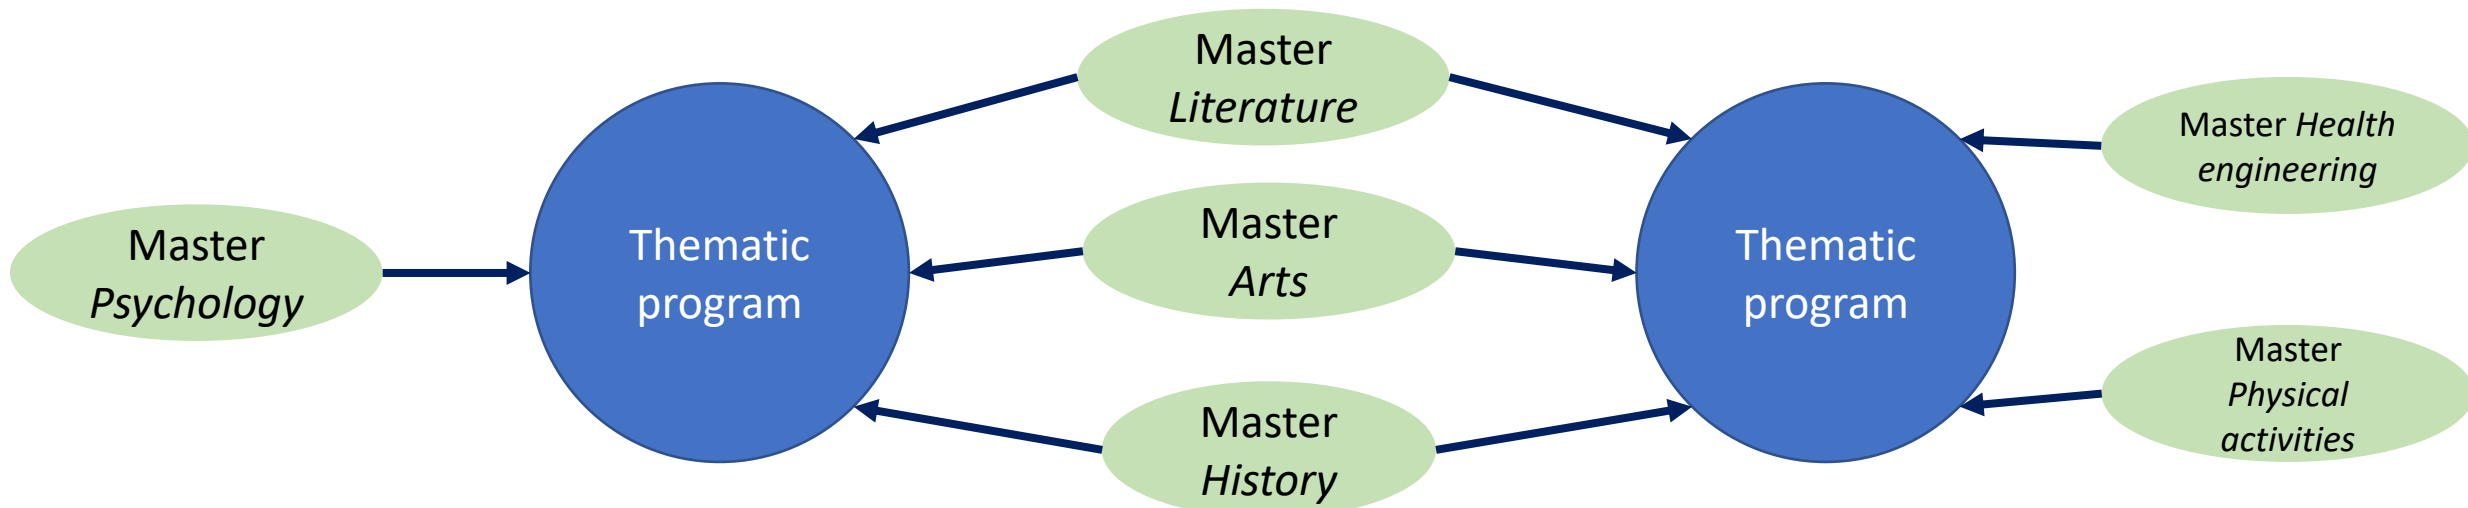 Master
Psychology
Thematic
program
Master
Literature
Master
Arts
Master
History
Thematic
program
Master Health
engineering
Master
Physical
activities